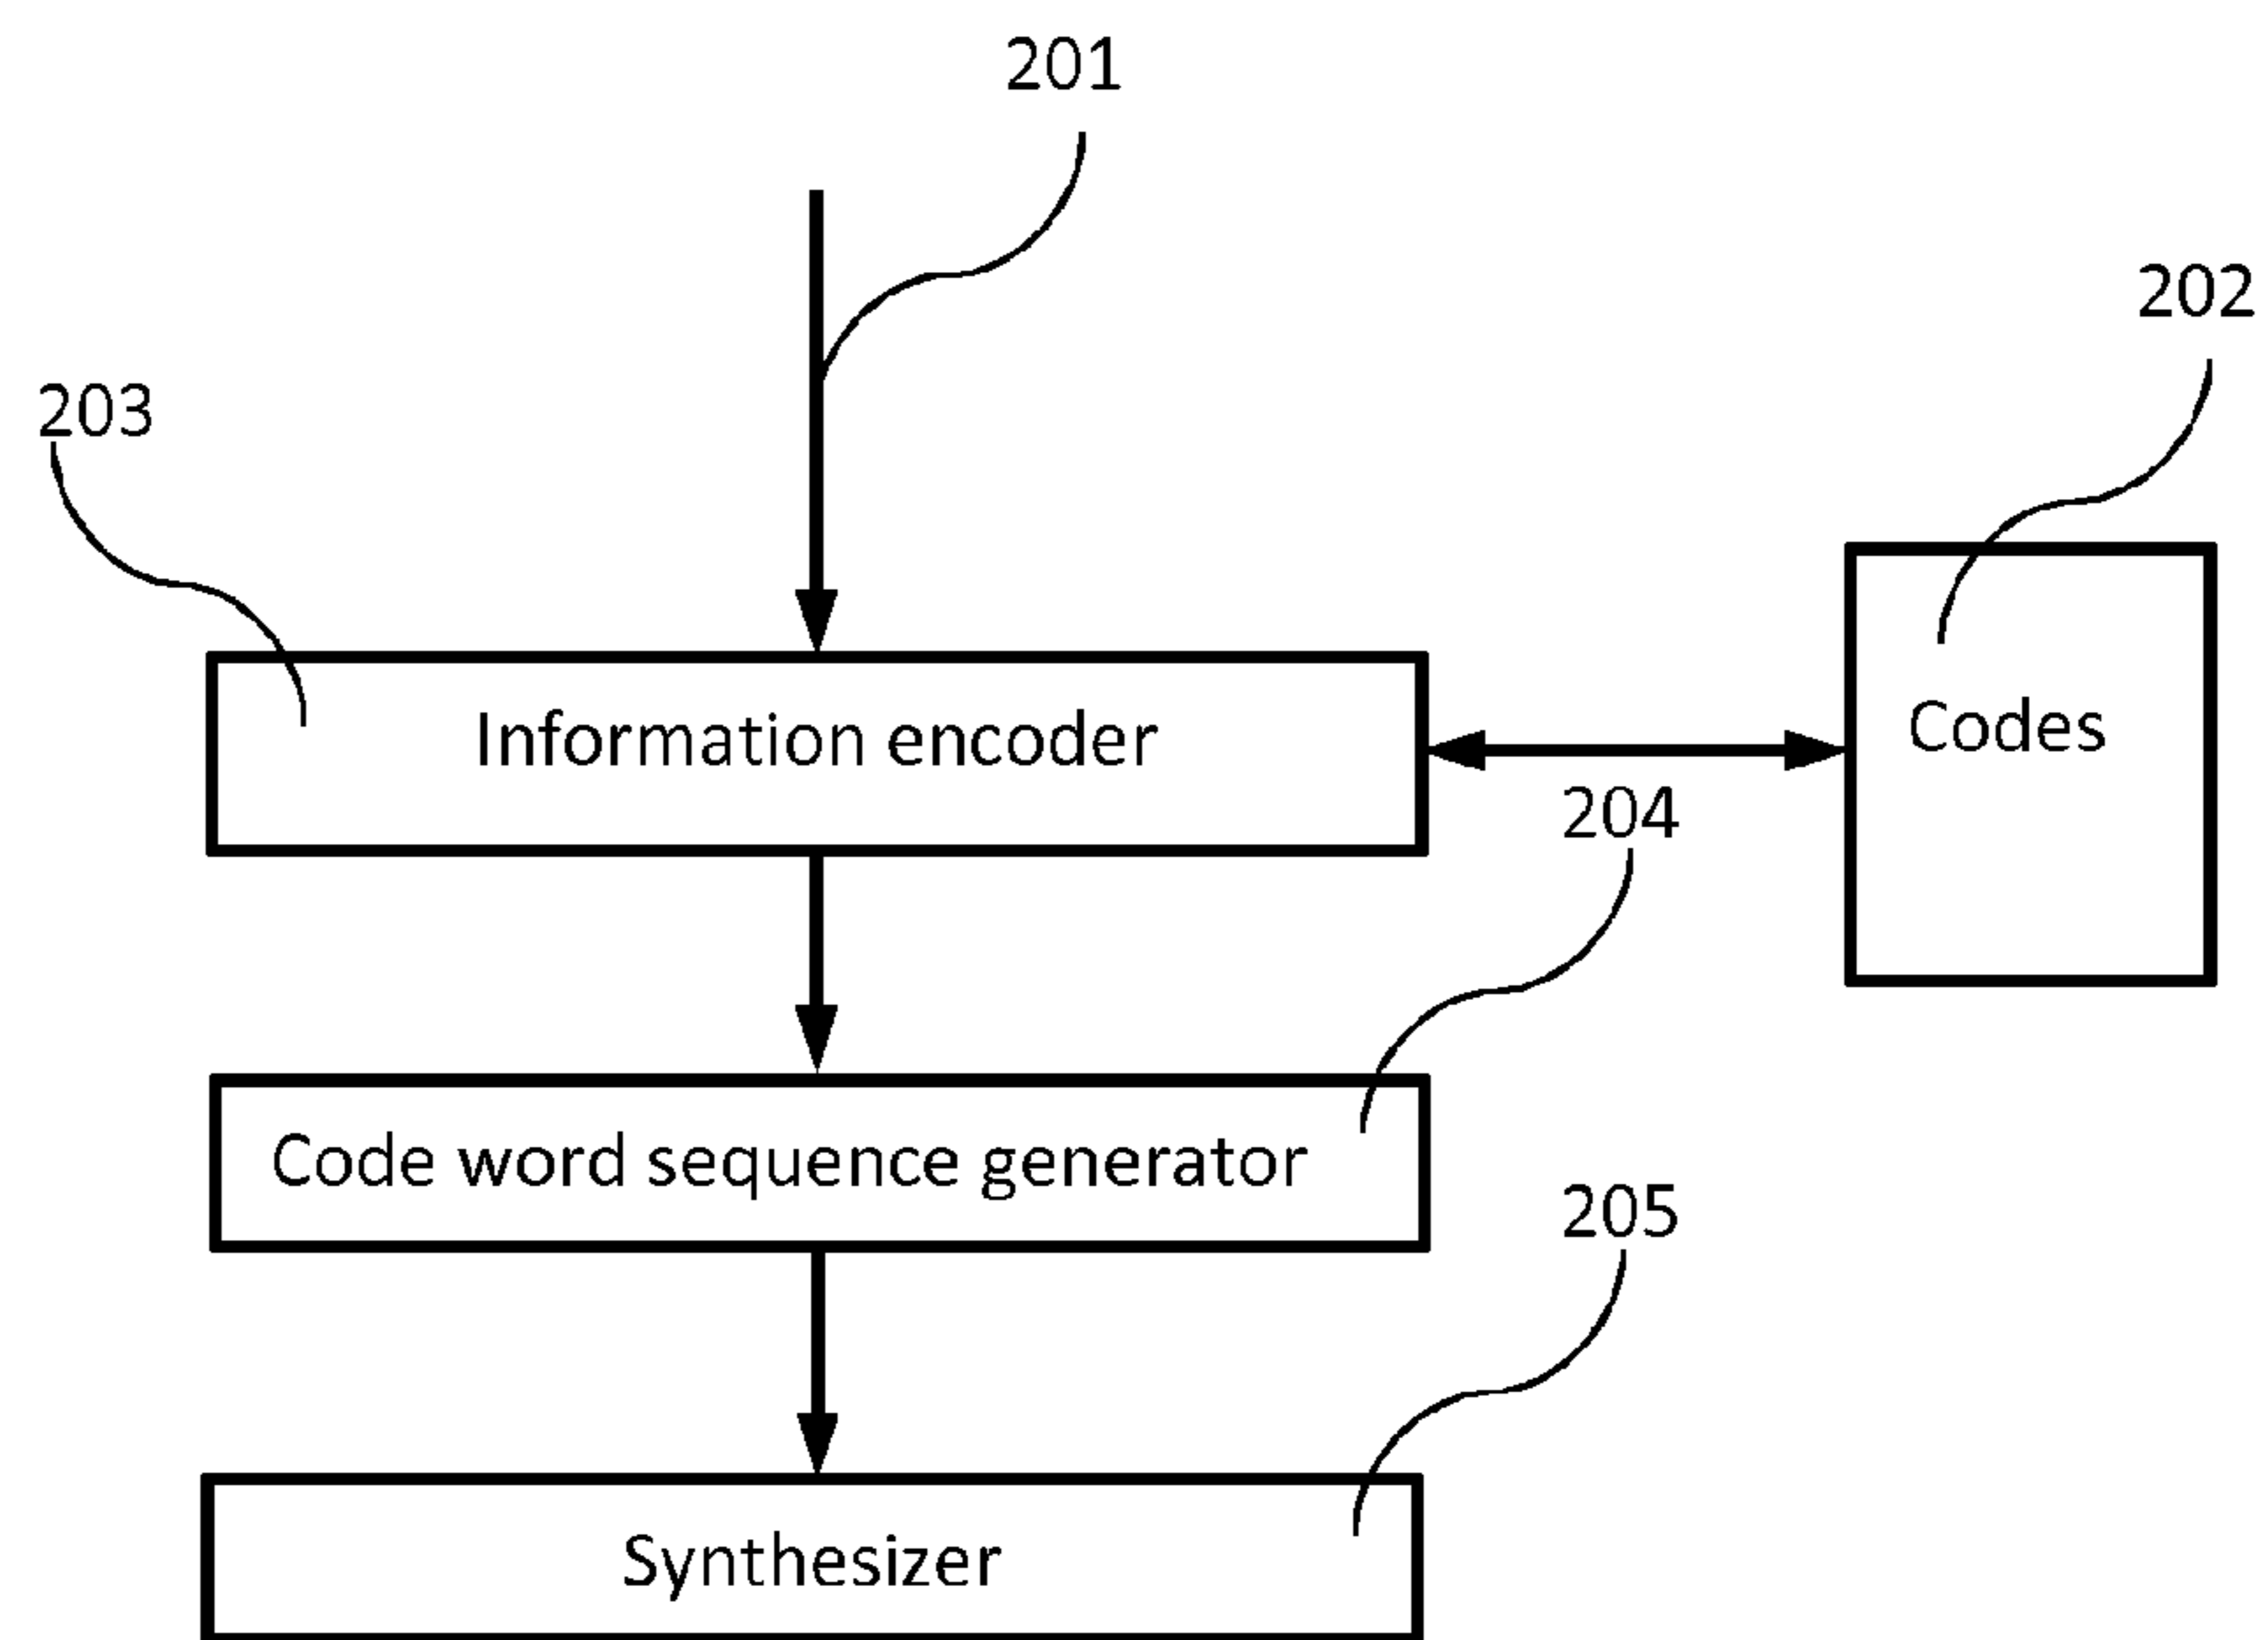 201
202
203
Information encoder
Codes
204
Code word sequence generator
205
Synthesizer